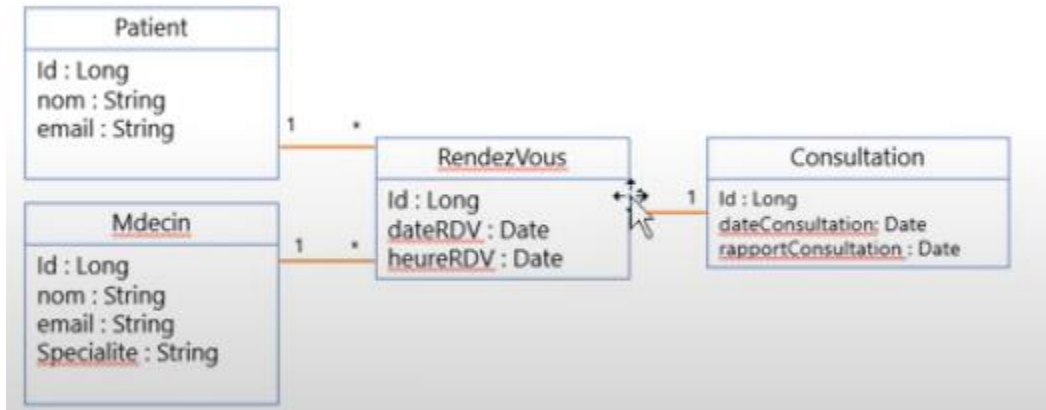 Patient
Id : Long
nom : String
email : String
1 *
Mdecin
Id : Long
nom : String
email : String
Specialite : String
1 *
RendezVous
Id : Long
dateRDV : Date
heureRDV : Date
1
Consultation
Id : Long
dateConsultation: Date
rapportConsultation : Date